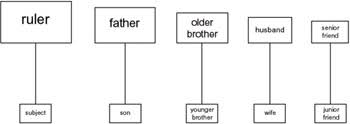 ruler
father
older
brother
husband
senior
friend
subject
son
younger
brother
wife
junior
friend